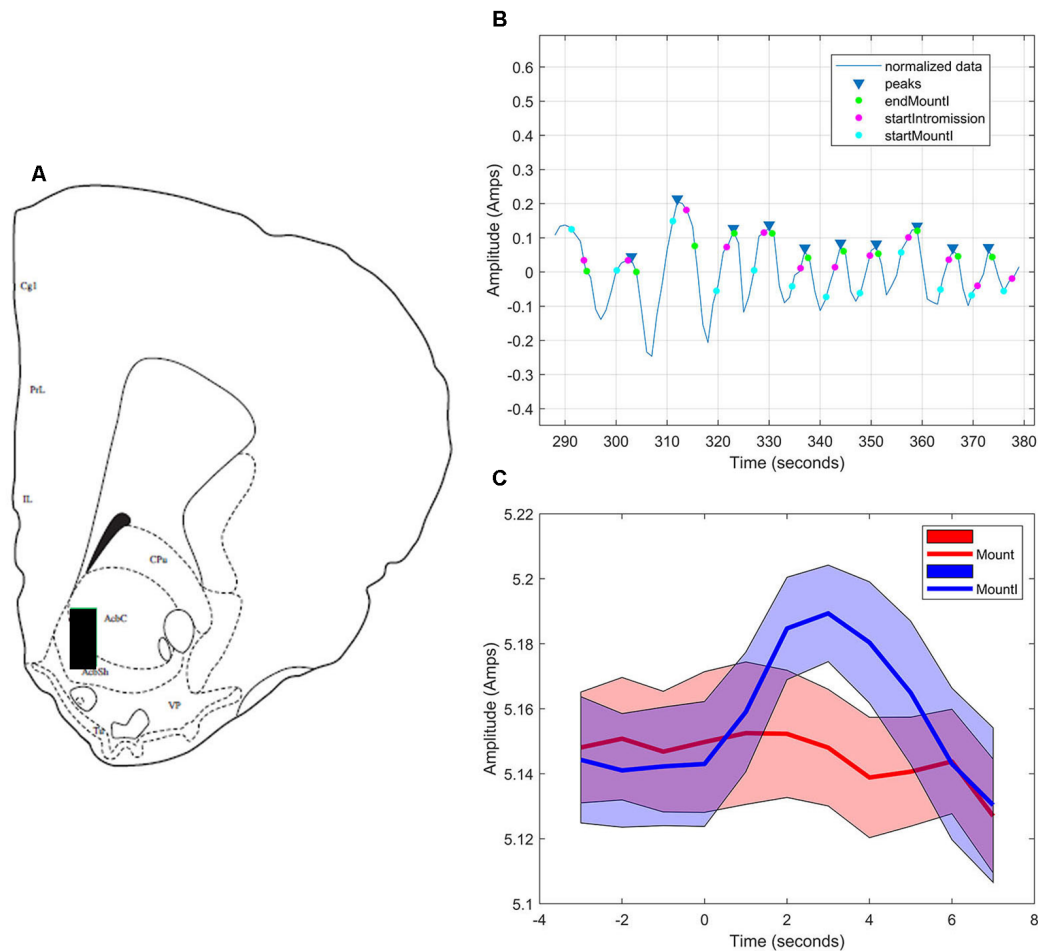 A
Cg1
PrL
IL
CPu
AcbC
AcbSh
VP
B
normalized data
peaks
endMountI
startIntromission
startMountI
0.6
0.5
0.4
0.3
0.2
0.1
0
-0.1
-0.2
-0.3
-0.4
Amplitude (Amps)
290 300 310 320 330 340 350 360 370 380
Time (seconds)
C
Mount
MountI
5.22
5.2
5.18
5.16
5.14
5.12
5.1
Amplitude (Amps)
-4 -2 0 2 4 6 8
Time (seconds)